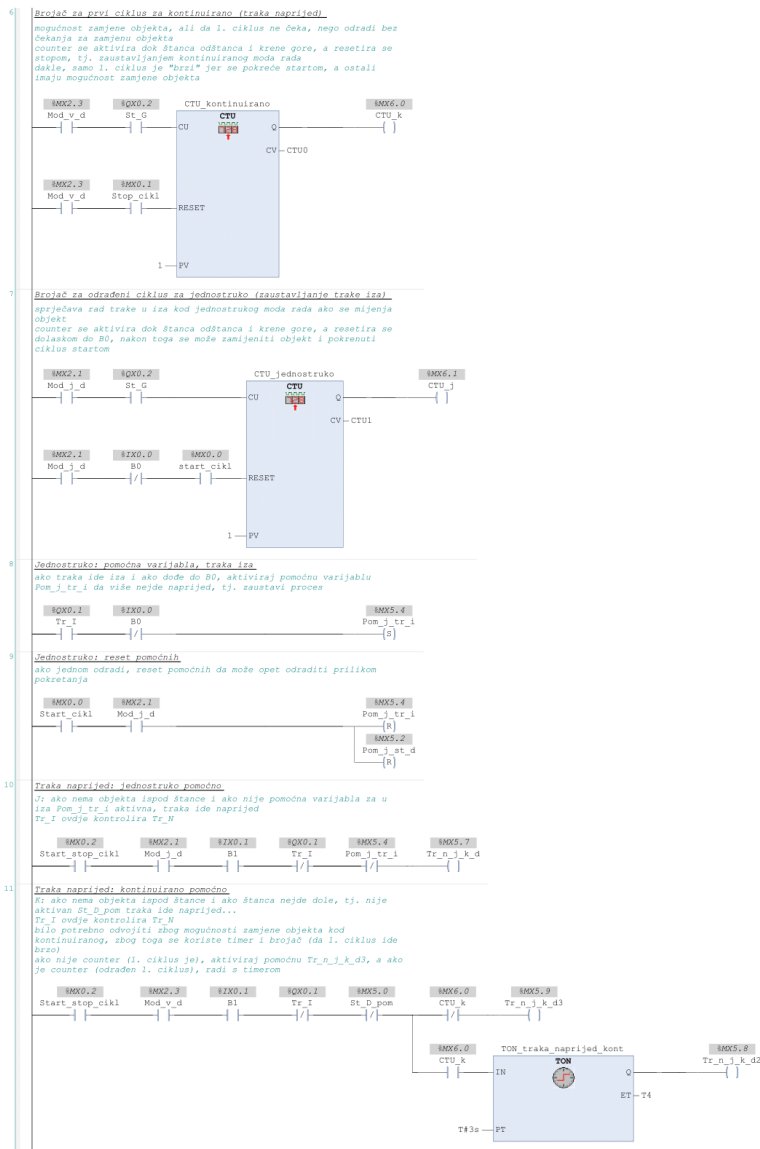 6 Brojač za prvi ciklus za kontinuirano (traka naprijed)
mogućnost zamjene objekta, ali da 1. ciklus ne čeka, nego odradi bez
čekanja za zamenu objekta
counter se aktivira dok štanca odštanca i krene gore, a resetira se
stopom, tj. zaustavljanjem kontinuiranog moda rada
dakle, samo 1. ciklus je "brzi" jer se pokreće startom, a ostali
imaju mogućnost zamjene objekta
%MX2.3 %QX0.2 CTU_kontinuirano %MX6.0
Mod_v_d St_G CTU CTU_k
CU Q
CV CTU0
%MX2.3 %MX0.1
Mod_v_d Stop_cikl
RESET
1 PV
7 Brojač za odrađeni ciklus za jednostruko (zaustavljanje trake iza)
sprječava rad trake u iza kod jednostrukog moda rada ako se mijenja
objekt
counter se aktivira dok štanca odštanca i krene gore, a resetira se
dolaskom do B0, nakon toga se može zamijeniti objekt i pokrenuti
ciklus startom
%MX2.1 %QX0.2 CTU_jednostruko %MX6.1
Mod_j_d St_G CTU CTU_j
CU Q
CV CTU1
%MX2.1 %IX0.0 %MX0.0
Mod_j_d B0 start_cikl
RESET
1 PV
8 Jednostruko: pomoćna varijabla, traka iza
ako traka ide iza i ako dođe do B0, aktiviraj pomoćnu varijablu
Pom_j_tr_i da više nejde naprijed, tj. zaustavi proces
%QX0.1 %IX0.0 %MX5.4
Tr_I B0 Pom_j_tr_i
S
9 Jednostruko: reset pomoćnih
ako jednom odradi, reset pomoćnih da može opet odraditi prilikom
pokretanja
%MX0.0 %MX2.1 %MX5.4
Start_cikl Mod_j_d Pom_j_tr_i
R
%MX5.2
Pom_j_st_d
R
10 Traka naprijed: jednostruko pomoćno
J: ako nema objekta ispod štance i ako nije pomoćna varijabla za u
iza Pom_j_tr_i aktivna, traka ide naprijed
Tr_I ovdje kontrolira Tr_N
%MX0.2 %MX2.1 %IX0.1 %QX0.1 %MX5.4 %MX5.7
Start_stop_cikl Mod_j_d B1 Tr_I Pom_j_tr_i Tr_n_j_k_d
11 Traka naprijed: kontinuirano pomoćno
K: ako nema objekta ispod štance i ako štanca nejde dole, tj. nije
aktivan St_D_pom traka ide naprijed...
Tr_I ovdje kontrolira Tr_N
bilo potrebno odvojiti zbog mogućnosti zamjene objekta kod
kontinuiranog, zbog toga se koriste timer i brojač (da 1. ciklus ide
brzo)
ako nije counter (1. ciklus je), aktiviraj pomoćnu Tr_n_j_k_d3, a ako
je counter (odrađen 1. ciklus), radi s timerom
%MX0.2 %MX2.3 %IX0.1 %QX0.1 %MX5.0 %MX6.0 %MX5.9
Start_stop_cikl Mod_v_d B1 Tr_I St_D_pom CTU_k Tr_n_j_k_d3
%MX6.0 TON_traka_naprijed_kont %MX5.8
CTU_k TON Tr_n_j_k_d2
IN Q
ET T4
T#3s PT